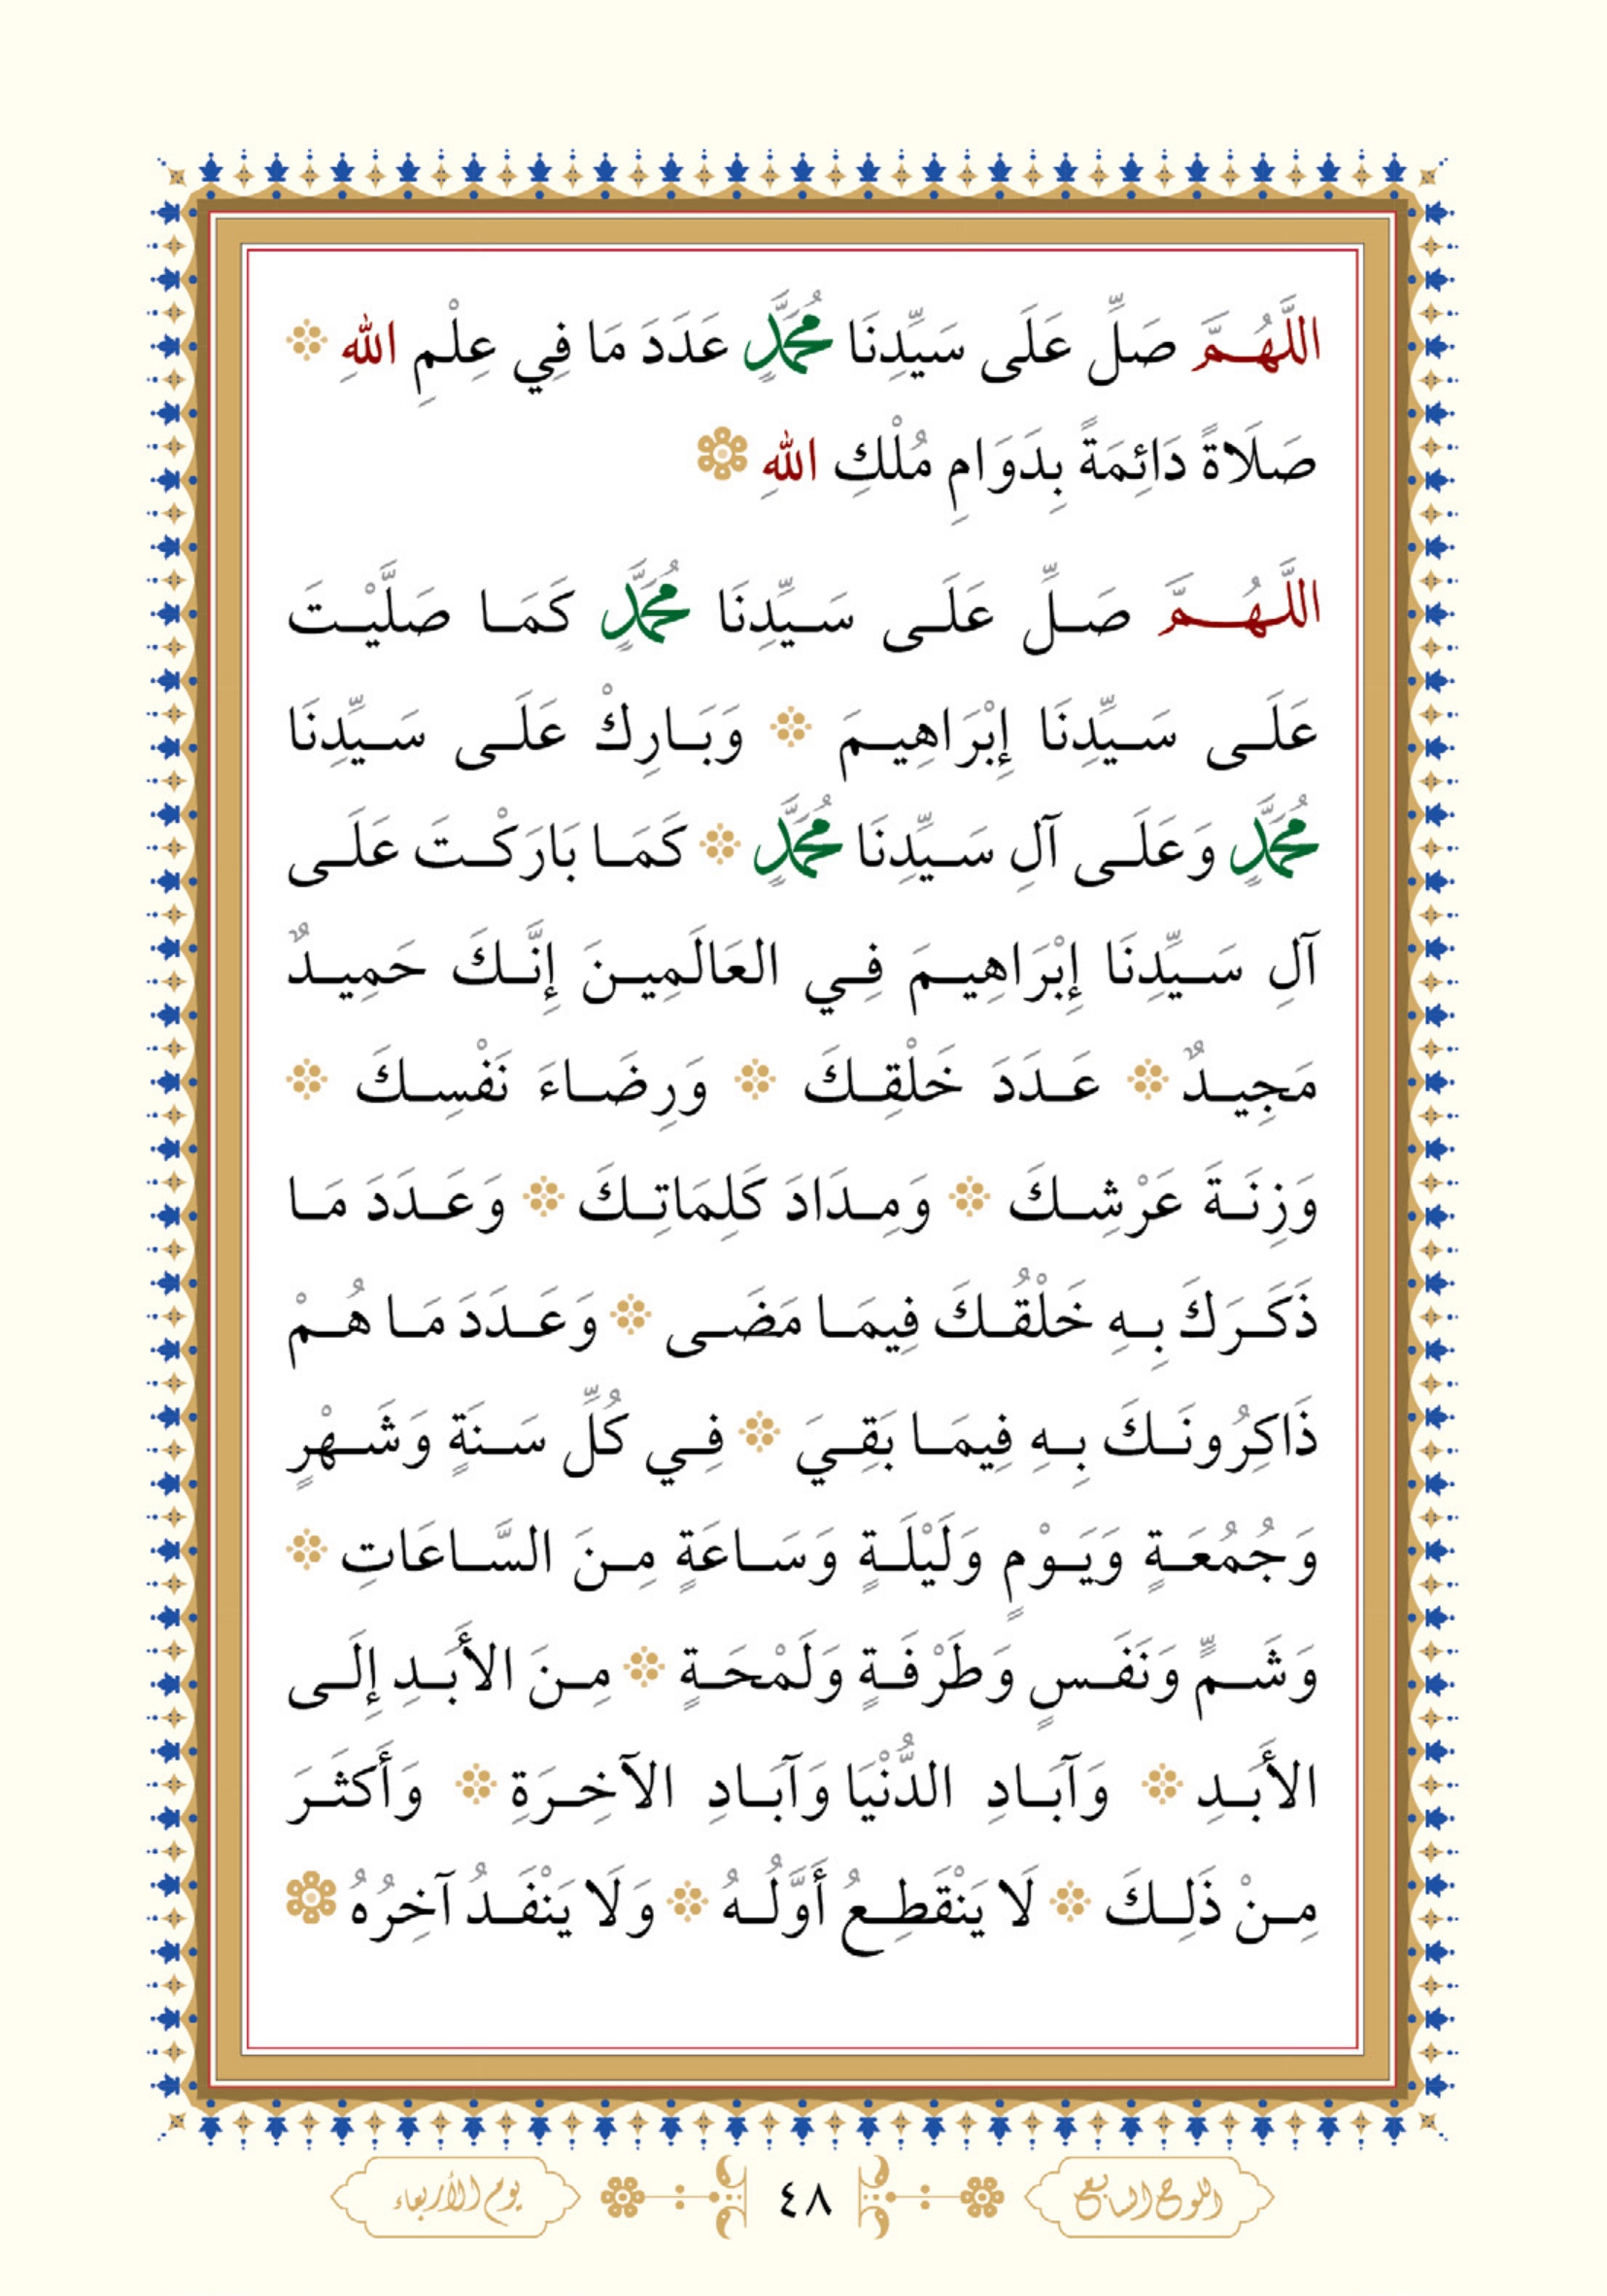 اللَّهُمَّ صَلِّ عَلَى سَيِّدِنَا مُحَمَّدٍ عَدَدَ مَا فِي عِلْمِ اللهِ
صَلَاةً دَائِمَةً بِدَوَامِ مُلْكِ اللهِ
اللَّهُمَّ صَلِّ عَلَى سَيِّدِنَا مُحَمَّدٍ كَمَا صَلَّيْتَ
عَلَى سَيِّدِنَا إِبْرَاهِيمَ وَبَارِكْ عَلَى سَيِّدِنَا
مُحَمَّدٍ وَعَلَى آلِ سَيِّدِنَا مُحَمَّدٍ كَمَا بَارَكْتَ عَلَى
آلِ سَيِّدِنَا إِبْرَاهِيمَ فِي العَالَمِينَ إِنَّكَ حَمِيدٌ
مَجِيدٌ عَدَدَ خَلْقِكَ وَرِضَاءَ نَفْسِكَ
وَزِنَةَ عَرْشِكَ وَمِدَادَ كَلِمَاتِكَ وَعَدَدَ مَا
ذَكَرَكَ بِهِ خَلْقُكَ فِيمَا مَضَى وَعَدَدَ مَا هُمْ
ذَاكِرُونَكَ بِهِ فِيمَا بَقِيَ فِي كُلِّ سَنَةٍ وَشَهْرٍ
وَجُمُعَةٍ وَيَوْمٍ وَلَيْلَةٍ وَسَاعَةٍ مِنَ السَّاعَاتِ
وَشَمٍّ وَنَفَسٍ وَطَرْفَةٍ وَلَمْحَةٍ مِنَ الأَبَدِ إِلَى
الأَبَدِ وَآبَادِ الدُّنْيَا وَآبَادِ الآخِرَةِ وَأَكثَرَ
مِنْ ذَلِكَ لَا يَنْقَطِعُ أَوَّلُهُ وَلَا يَنْفَدُ آخِرُهُ
اللوح السابع ٤٨ يوم الأربعاء